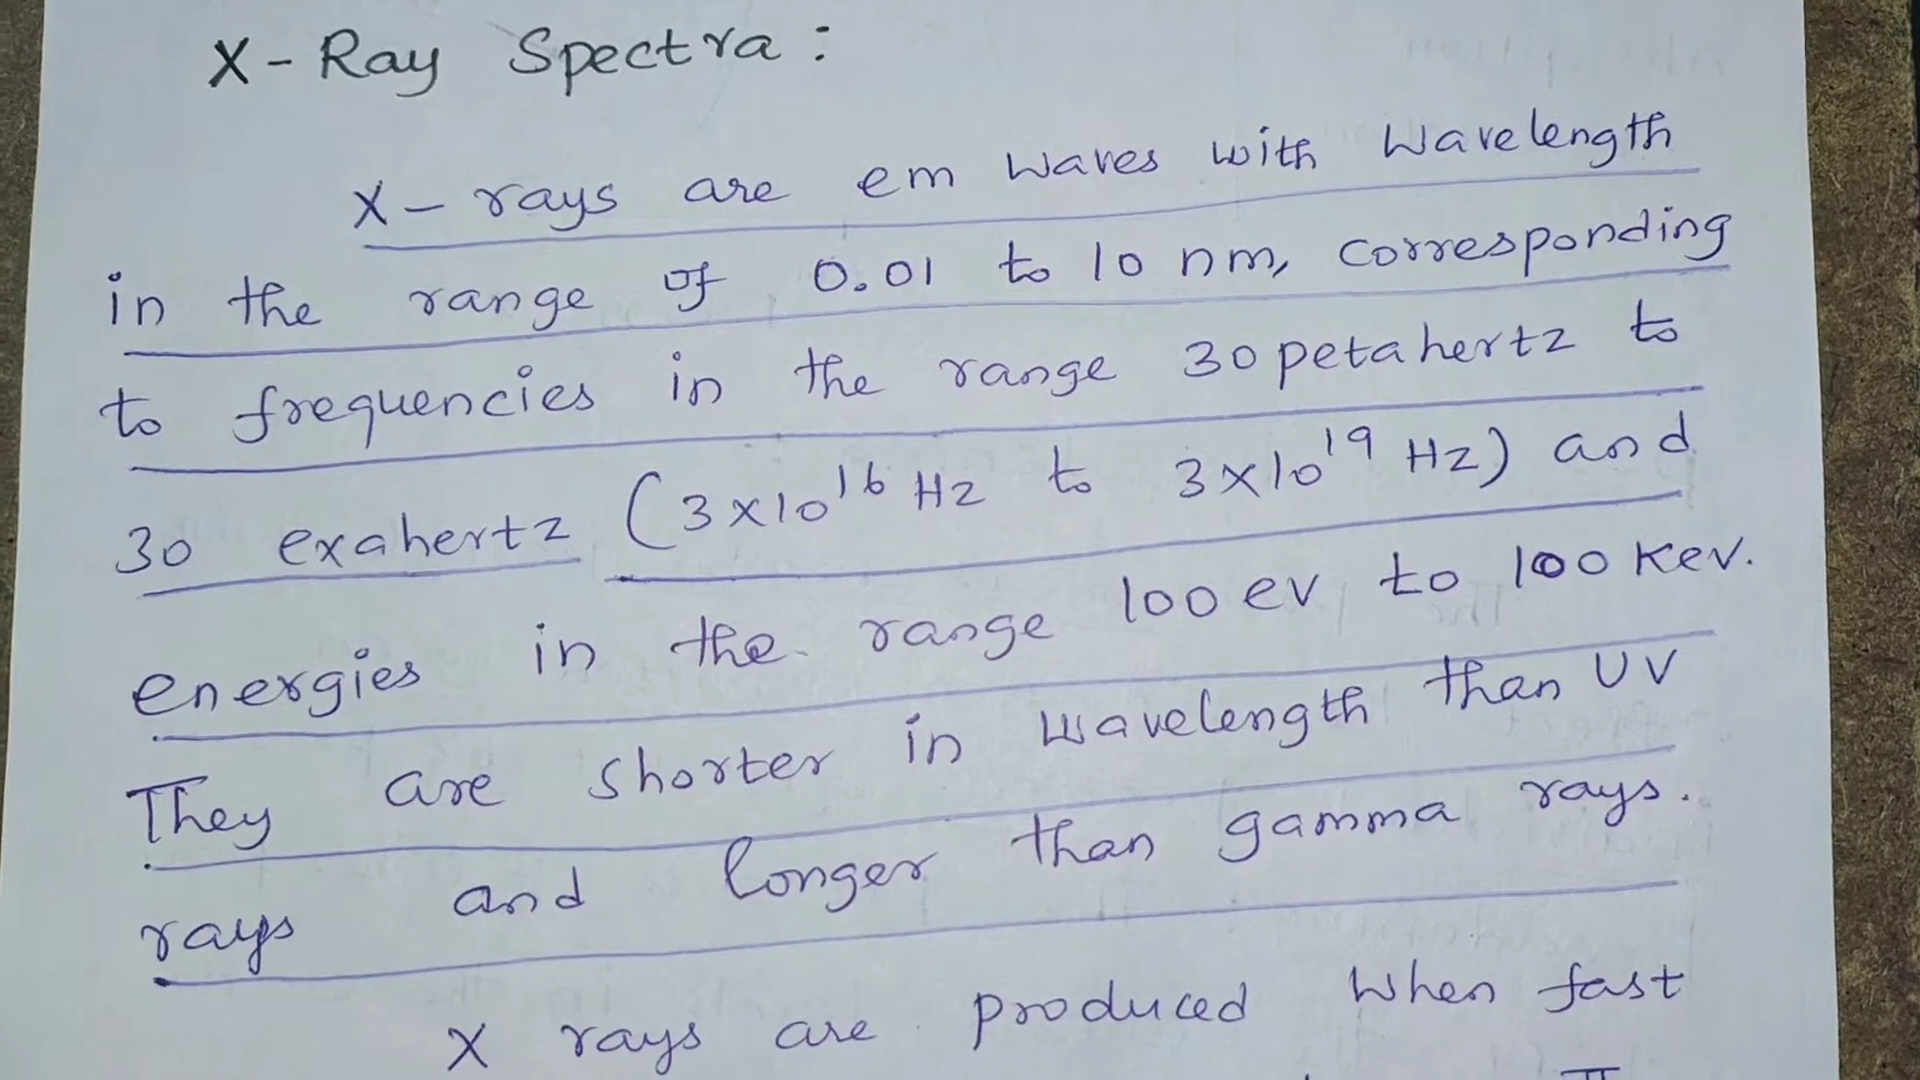 X-Ray Spectra:
X-rays are em waves with wavelength
in the range of 0.01 to 10 nm, corresponding
to frequencies in the range 30 petahertz to
30 exahertz (3×10¹⁶ Hz to 3×10¹⁹ Hz) and
energies in the range 100 ev to 100 Kev.
They are shorter in wavelength than UV
rays and longer than gamma rays.
X rays are produced when fast